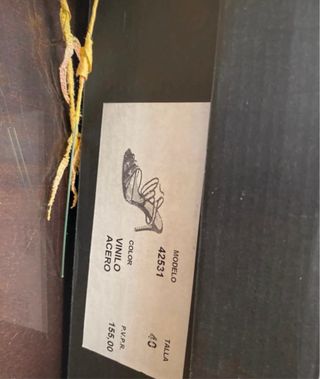 MODELO
42531
TALLA
40
COLOR
VINILO
ACERO
P.V.P.R.
155,00